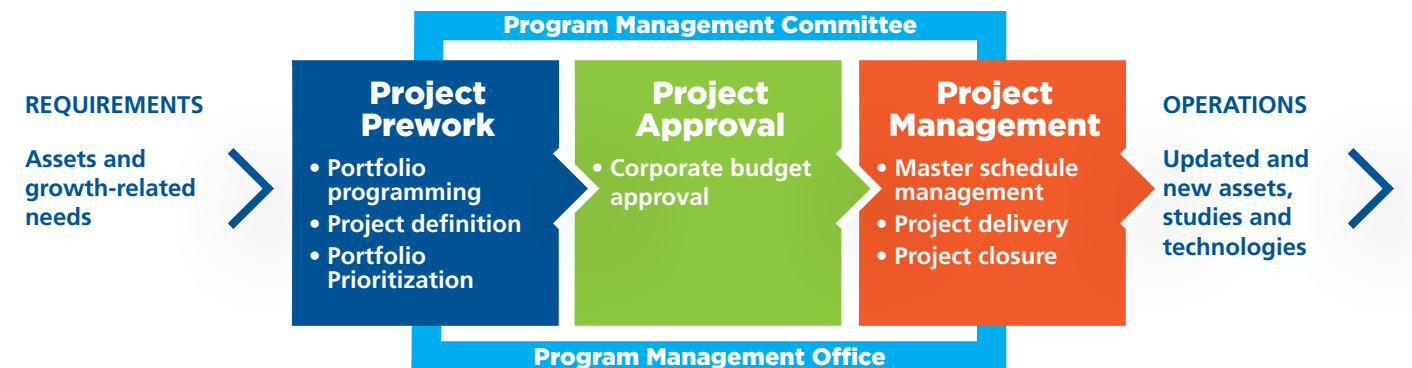 Program Management Committee
REQUIREMENTS
Assets and
growth-related
needs
Project
Prework
• Portfolio
programming
• Project definition
• Portfolio
Prioritization
Project
Approval
• Corporate budget
approval
Project
Management
• Master schedule
management
• Project delivery
• Project closure
OPERATIONS
Updated and
new assets,
studies and
technologies
Program Management Office